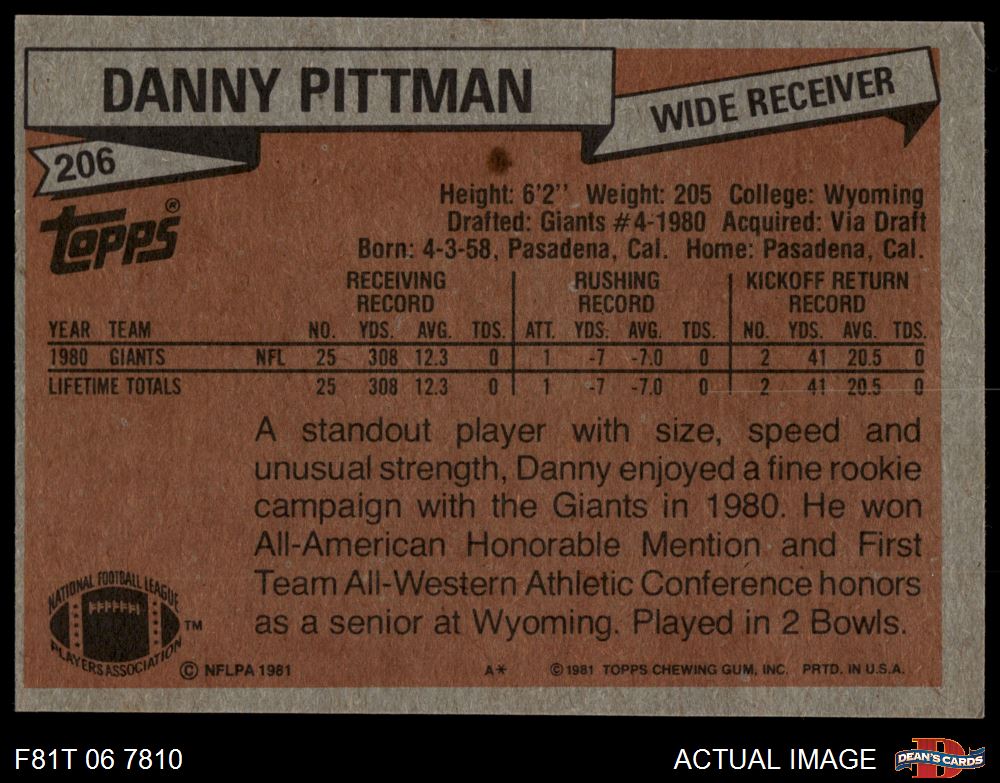 DANNY PITTMAN
WIDE RECEIVER
206
Topps®
Height: 6'2'' Weight: 205 College: Wyoming
Drafted: Giants #4-1980 Acquired: Via Draft
Born: 4-3-58, Pasadena, Cal. Home: Pasadena, Cal.
RECEIVING RECORD RUSHING RECORD KICKOFF RETURN RECORD
YEAR TEAM NO. YDS. AVG. TDS. ATT. YDS. AVG. TDS. NO. YDS. AVG. TDS.
1980 GIANTS NFL 25 308 12.3 0 1 -7 -7.0 0 2 41 20.5 0
LIFETIME TOTALS 25 308 12.3 0 1 -7 -7.0 0 2 41 20.5 0
A standout player with size, speed and
unusual strength, Danny enjoyed a fine rookie
campaign with the Giants in 1980. He won
All-American Honorable Mention and First
Team All-Western Athletic Conference honors
as a senior at Wyoming. Played in 2 Bowls.
NATIONAL FOOTBALL LEAGUE
PLAYERS ASSOCIATION
TM
© NFLPA 1981 A* ©1981 TOPPS CHEWING GUM, INC. PRTD. IN U.S.A.
F81T 06 7810 ACTUAL IMAGE
D
DEAN'S CARDS